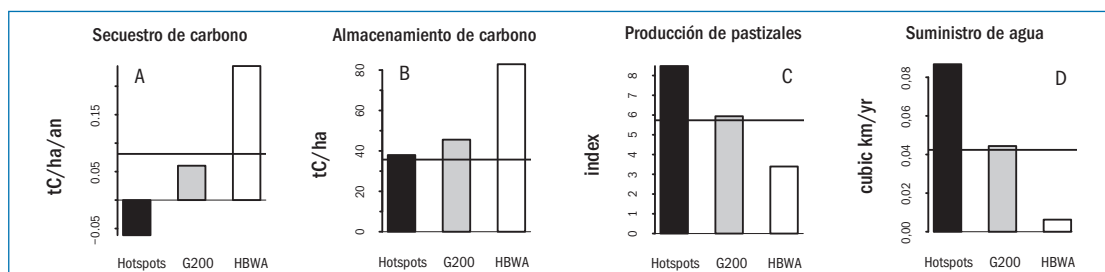 Secuestro de carbono
A
tC/ha/an
0.15
0.05
−0.05
Hotspots G200 HBWA
Almacenamiento de carbono
B
tC/ha
80
60
40
20
0
Hotspots G200 HBWA
Producción de pastizales
C
index
8
7
6
5
4
3
2
1
0
Hotspots G200 HBWA
Suministro de agua
D
cubic km/yr
0,08
0,04
0,02
0,00
Hotspots G200 HBWA